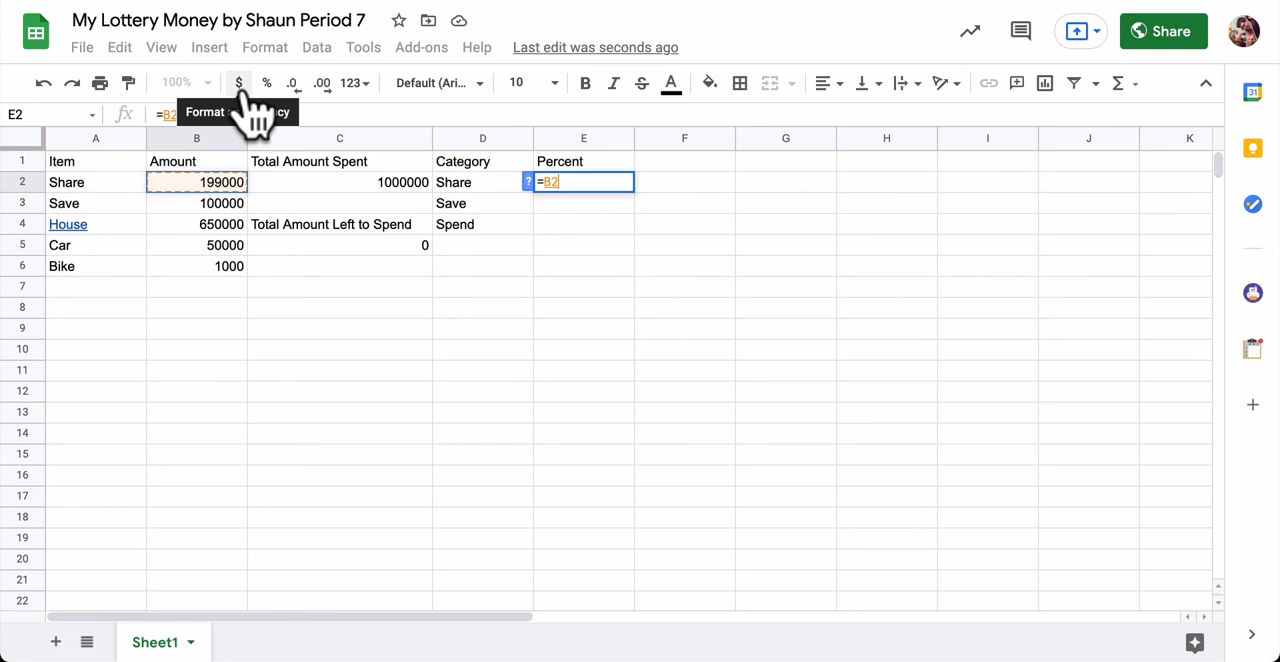 My Lottery Money by Shaun Period 7
File Edit View Insert Format Data Tools Add-ons Help Last edit was seconds ago
Share
100% $ % .0 .00 123 Default (Ari... 10 B I S A Σ
E2 fx =B2
Format cy
A B C D E F G H I J K
1 Item Amount Total Amount Spent Category Percent
2 Share 199000 1000000 Share ? =B2
3 Save 100000 Save
4 House 650000 Total Amount Left to Spend Spend
5 Car 50000 0
6 Bike 1000
7
8
9
10
11
12
13
14
15
16
17
18
19
20
21
22
Sheet1
31